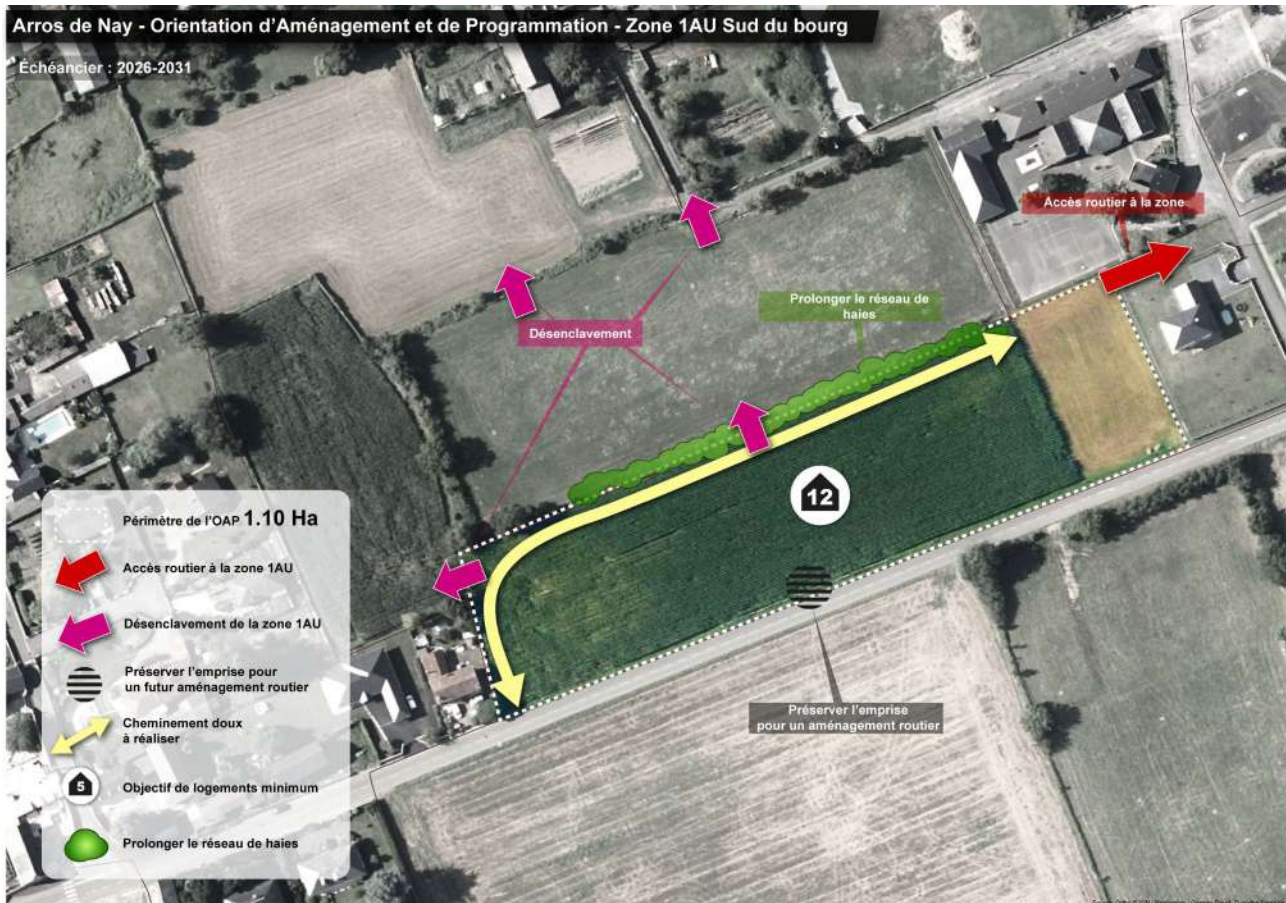 Arros de Nay - Orientation d'Aménagement et de Programmation - Zone 1AU Sud du bourg
Échéancier : 2026-2031
Accès routier à la zone
Prolonger le réseau de
haies
Désenclavement
12
Préserver l'emprise
pour un aménagement routier
Périmètre de l'OAP 1.10 Ha
Accès routier à la zone 1AU
Désenclavement de la zone 1AU
Préserver l'emprise pour
un futur aménagement routier
Cheminement doux
à réaliser
5
Objectif de logements minimum
Prolonger le réseau de haies